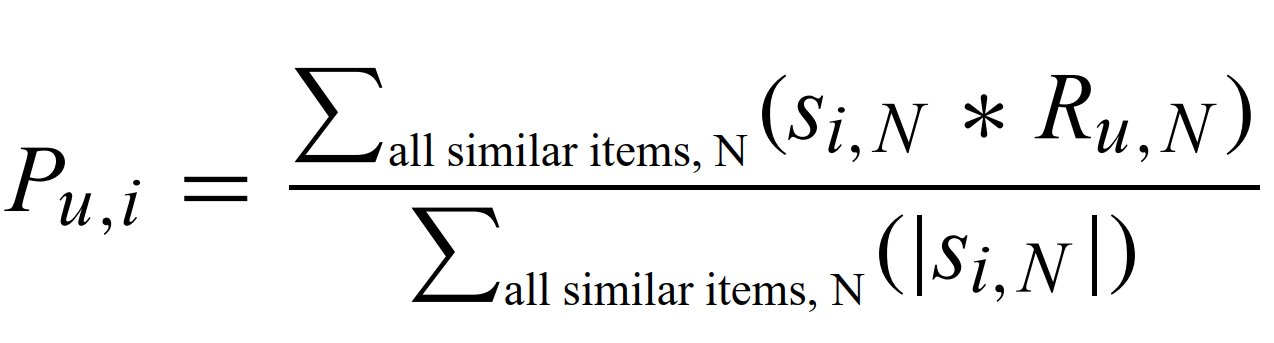 P_{u,i} = \frac{\sum_{\text{all similar items, N}} (s_{i,N} * R_{u,N})}{\sum_{\text{all similar items, N}} (|s_{i,N}|)}